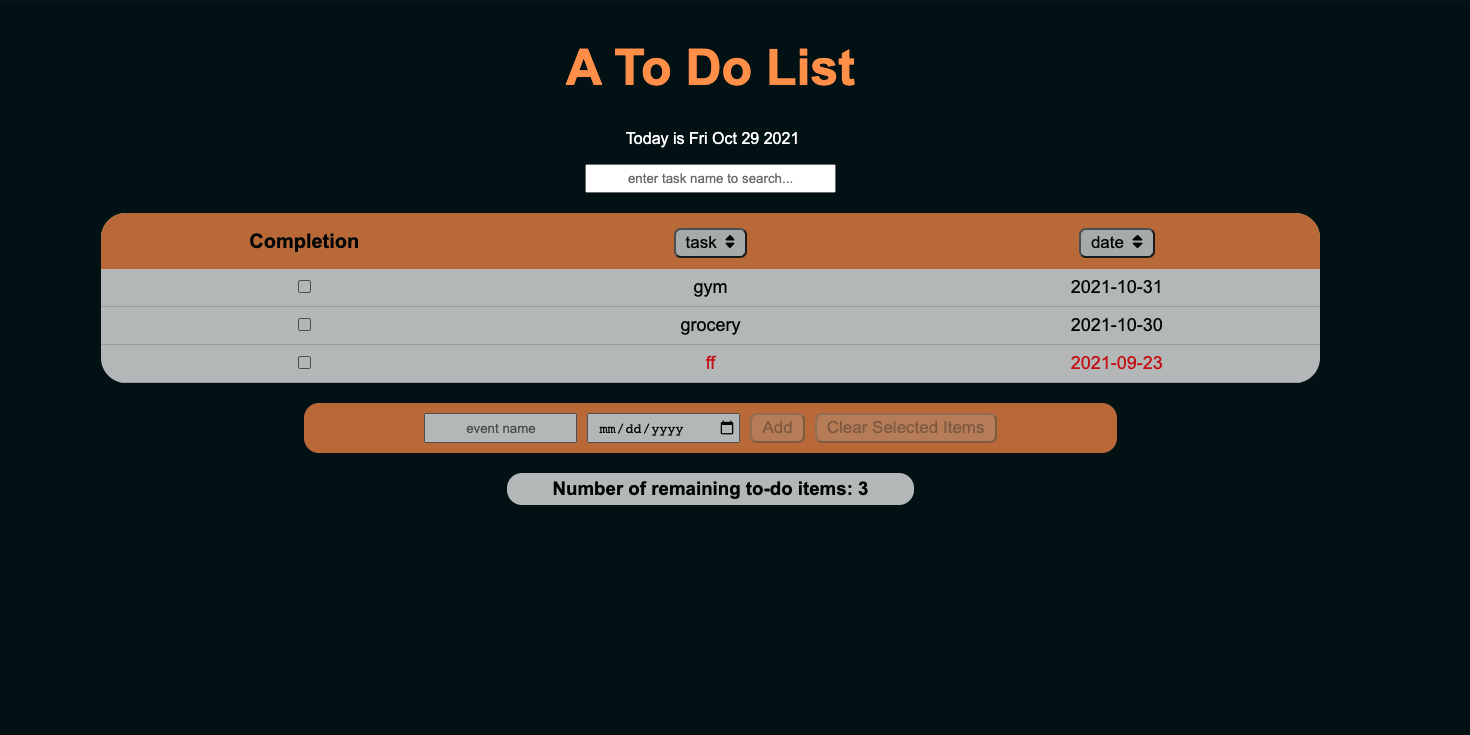 A To Do List
Today is Fri Oct 29 2021
enter task name to search...
Completion task date
gym 2021-10-31
grocery 2021-10-30
ff 2021-09-23
event name mm/dd/yyyy Add Clear Selected Items
Number of remaining to-do items: 3